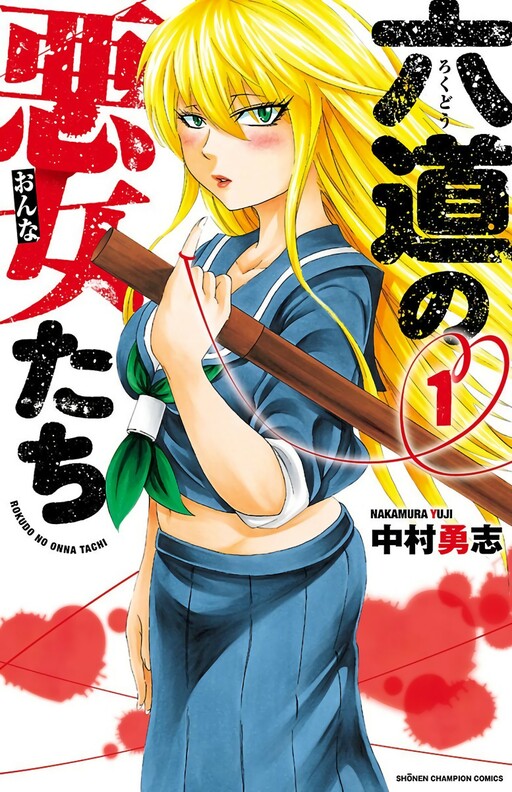 六道の
ろくどう
悪女たち
おんな
1
ROKUDO NO ONNA TACHI
NAKAMURA YUJI
中村勇志
SHŌNEN CHAMPION COMICS